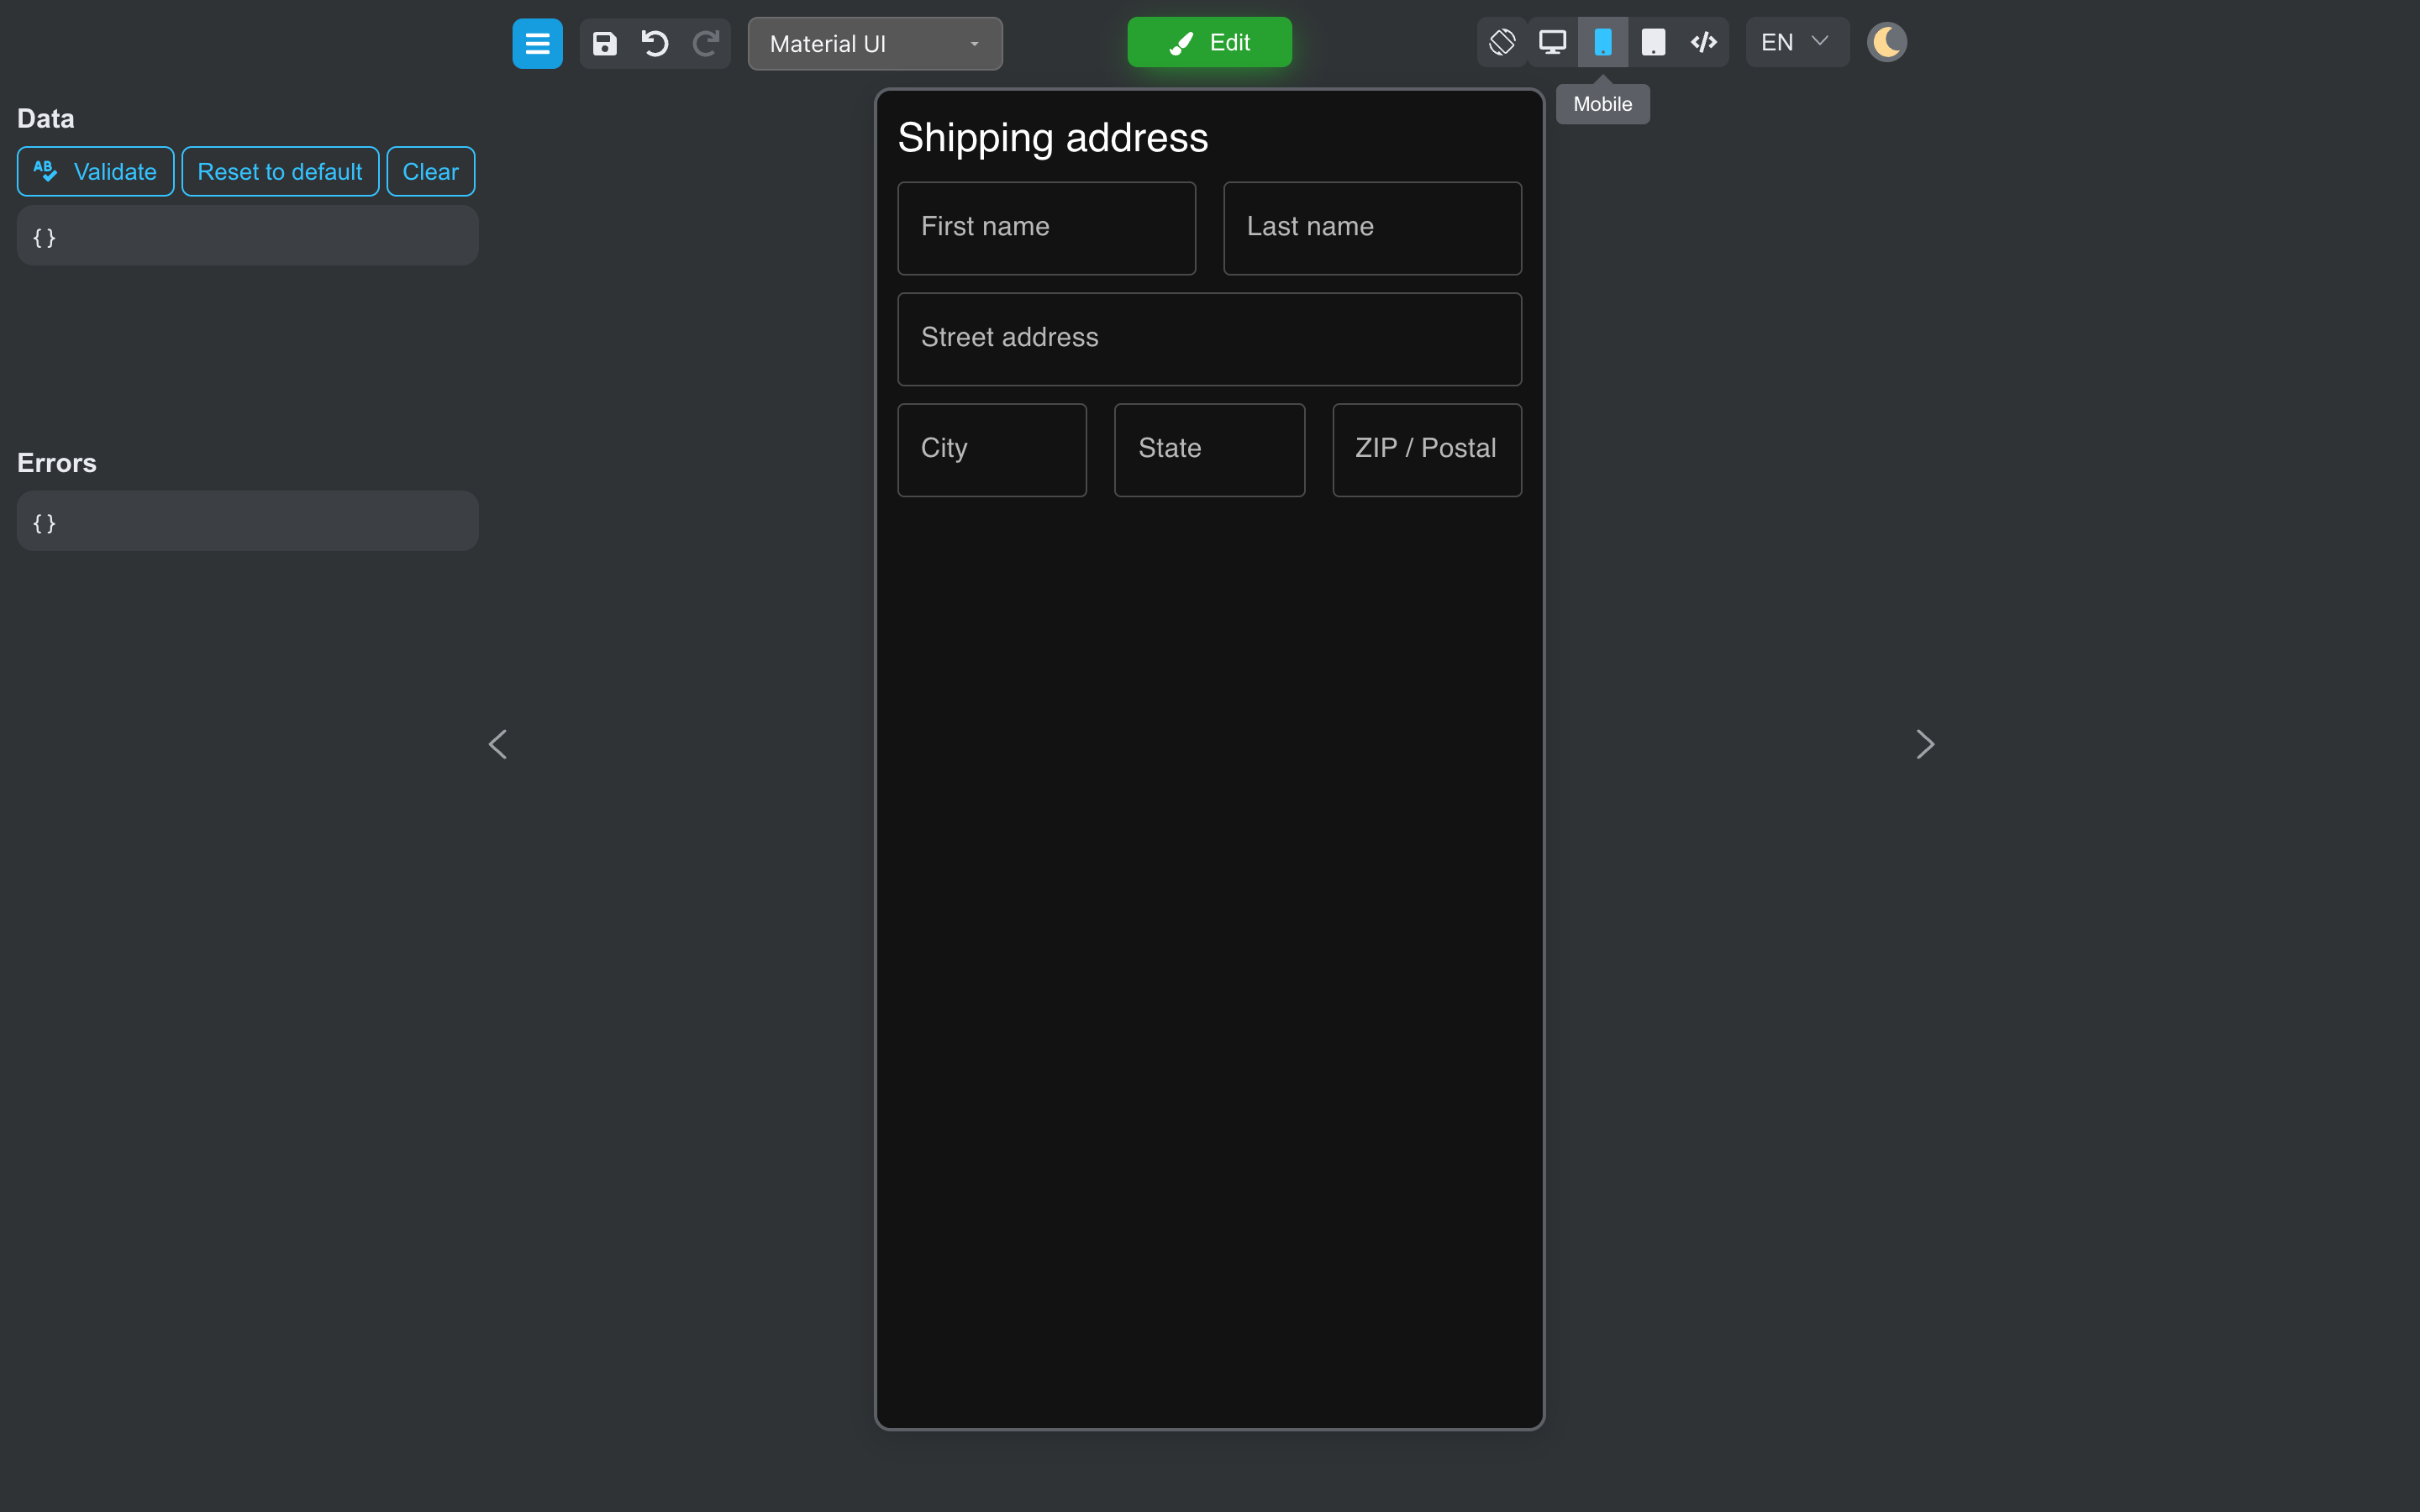 Material UI
Edit
EN
Mobile
Data
AB Validate
Reset to default
Clear
{ }
Errors
{ }
Shipping address
First name
Last name
Street address
City
State
ZIP / Postal